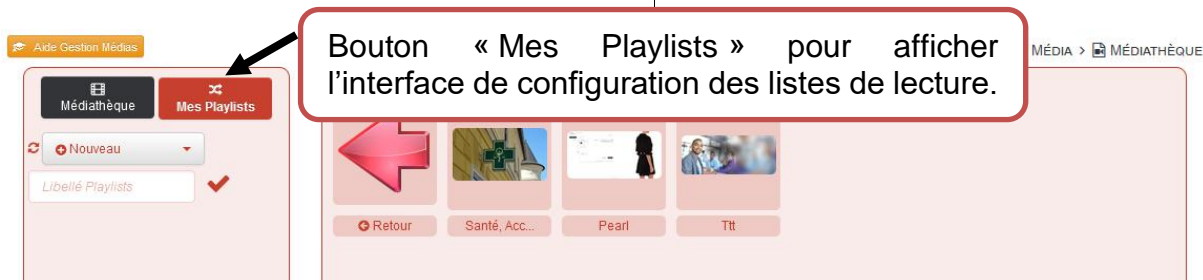 Aide Gestion Médias
Bouton « Mes Playlists » pour afficher
l'interface de configuration des listes de lecture.
MÉDIA > MÉDIATHÈQUE
Médiathèque
Mes Playlists
Nouveau
Libellé Playlists
Retour
Santé, Acc...
Pearl
Ttt